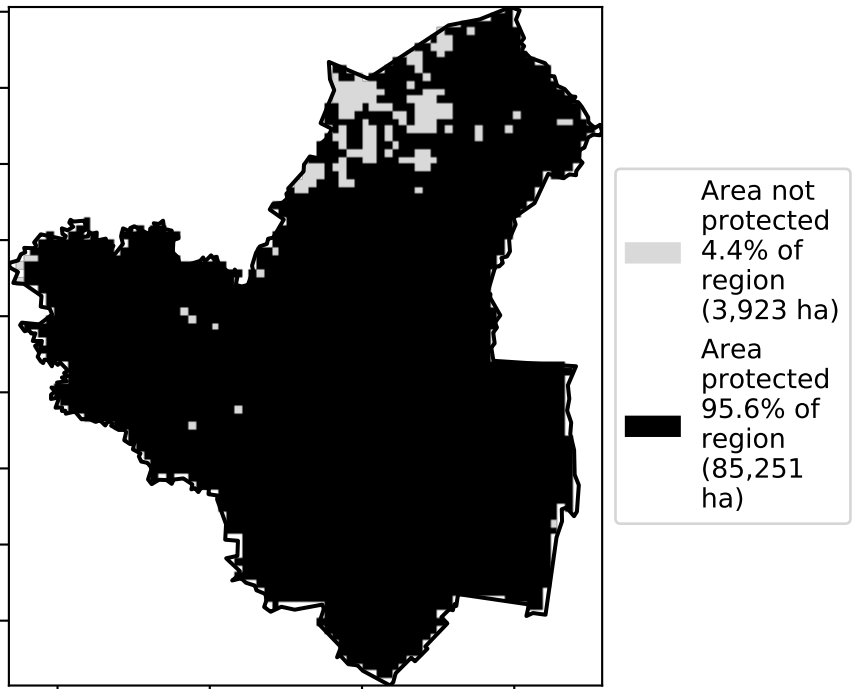 Area not
protected
4.4% of
region
(3,923 ha)
Area
protected
95.6% of
region
(85,251
ha)